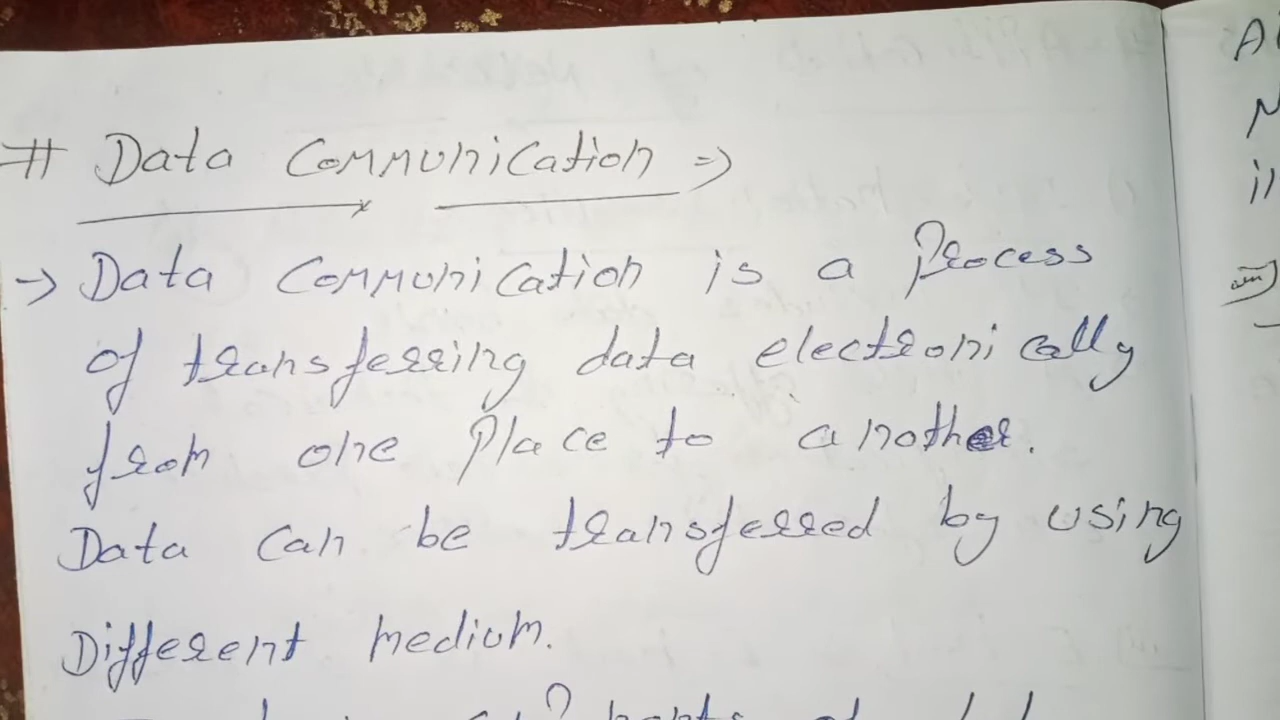 # Data Communication =>
-> Data Communication is a Process
of transferring data electronically
from one Place to another.
Data can be transferred by using
Different medium.